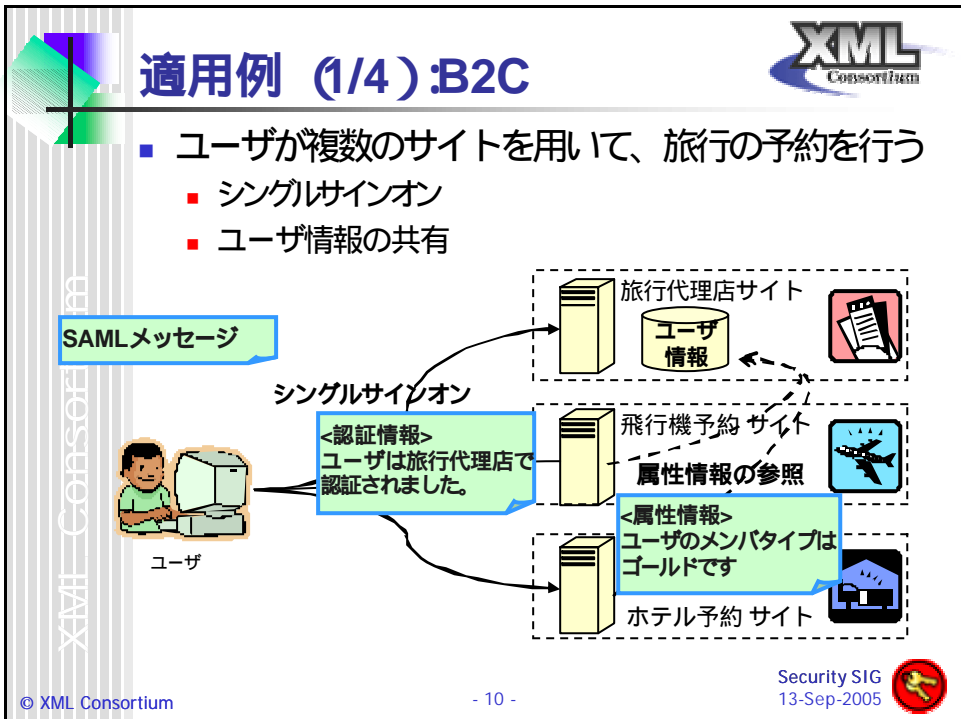 適用例 (1/4):B2C
XML
Consortium
ユーザが複数のサイトを用いて、旅行の予約を行う
シングルサインオン
ユーザ情報の共有
XML Consortium
SAMLメッセージ
シングルサインオン
<認証情報>
ユーザは旅行代理店で
認証されました。
ユーザ
旅行代理店サイト
ユーザ
情報
飛行機予約 サイト
属性情報の参照
<属性情報>
ユーザのメンバタイプは
ゴールドです
ホテル予約 サイト
© XML Consortium
- 10 -
Security SIG
13-Sep-2005